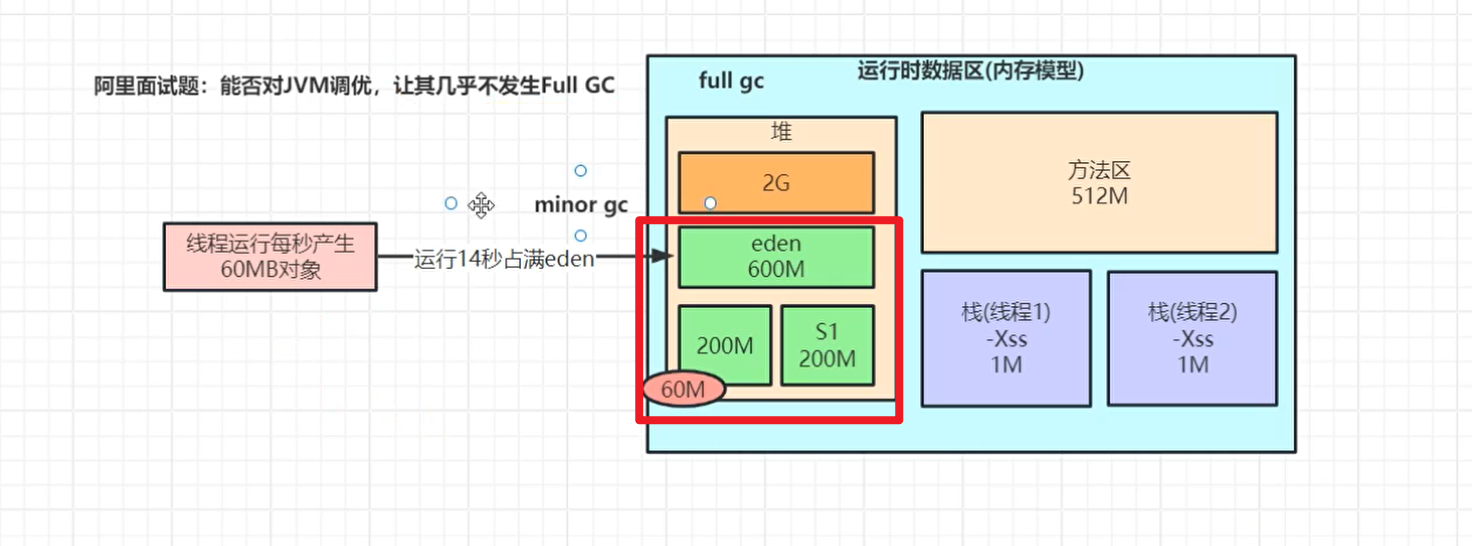 阿里面试题：能否对JVM调优，让其几乎不发生Full GC
full gc
运行时数据区(内存模型)
堆
2G
方法区
512M
minor gc
线程运行每秒产生
60MB对象
运行14秒占满eden
eden
600M
200M
S1
200M
60M
栈(线程1)
-Xss
1M
栈(线程2)
-Xss
1M